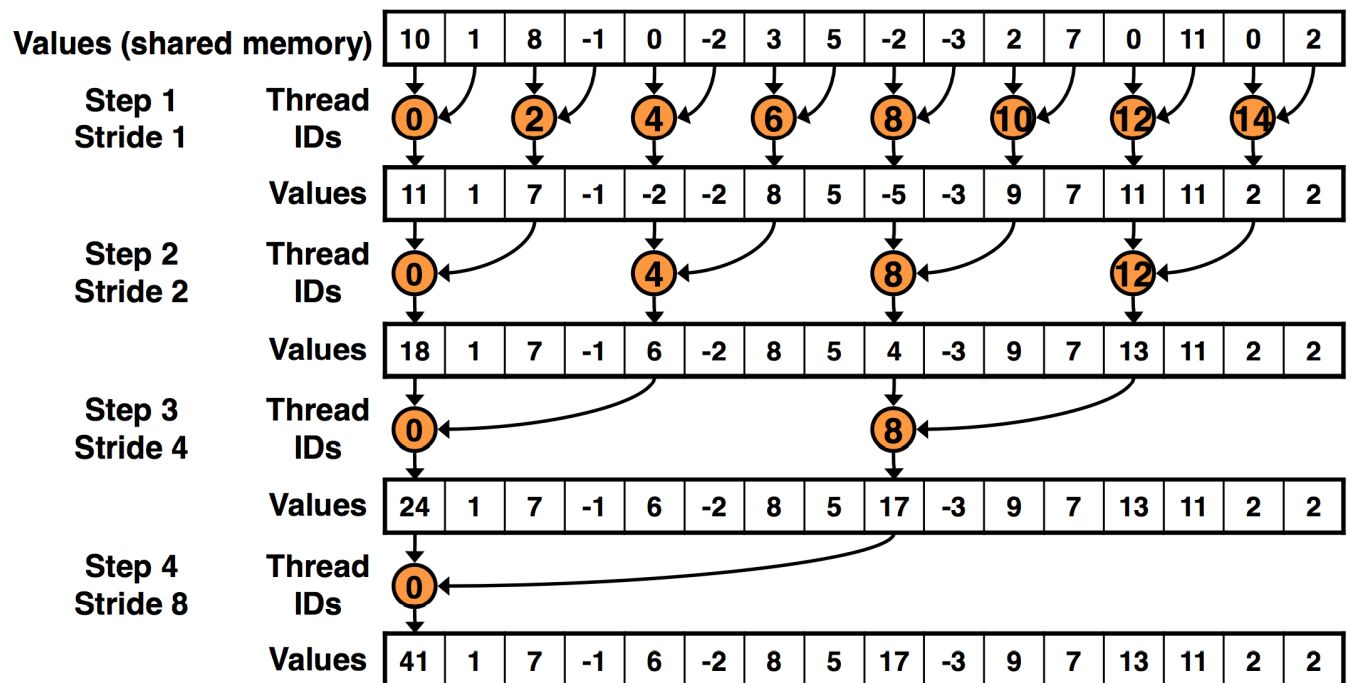 Values (shared memory) 10 1 8 -1 0 -2 3 5 -2 -3 2 7 0 11 0 2
Step 1 Thread
Stride 1 IDs
0 2 4 6 8 10 12 14
Values 11 1 7 -1 -2 -2 8 5 -5 -3 9 7 11 11 2 2
Step 2 Thread
Stride 2 IDs
0 4 8 12
Values 18 1 7 -1 6 -2 8 5 4 -3 9 7 13 11 2 2
Step 3 Thread
Stride 4 IDs
0 8
Values 24 1 7 -1 6 -2 8 5 17 -3 9 7 13 11 2 2
Step 4 Thread
Stride 8 IDs
0
Values 41 1 7 -1 6 -2 8 5 17 -3 9 7 13 11 2 2